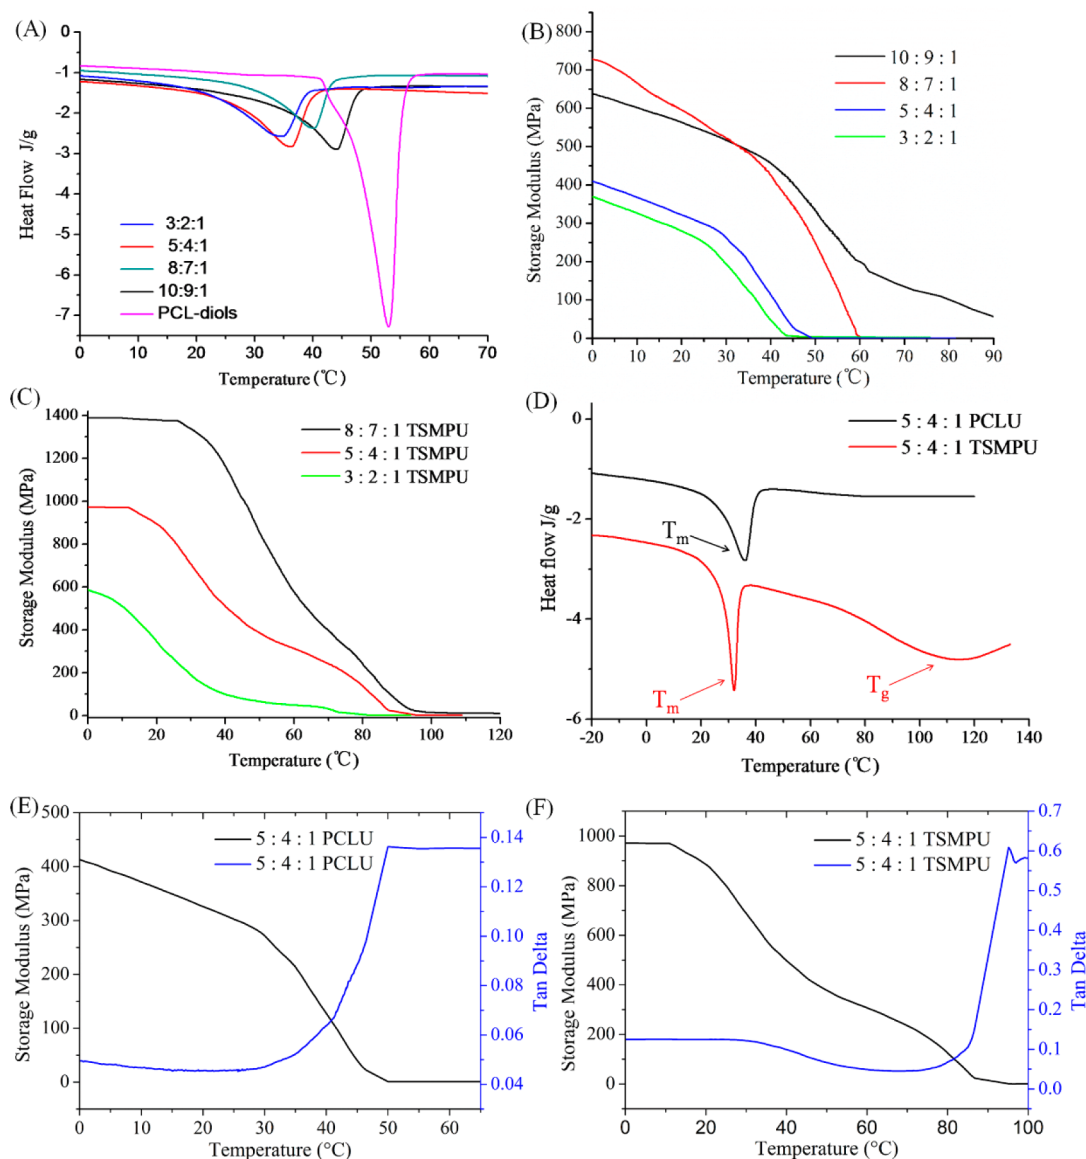 (A)
Heat Flow J/g
-0
-1
-2
-3
-4
-5
-6
-7
3:2:1
5:4:1
8:7:1
10:9:1
PCL-diols
0 10 20 30 40 50 60 70
Temperature (℃)
(B)
Storage Modulus (MPa)
800
700
600
500
400
300
200
100
0
10 : 9 : 1
8 : 7 : 1
5 : 4 : 1
3 : 2 : 1
0 10 20 30 40 50 60 70 80 90
Temperature (℃)
(C)
Storage Modulus (MPa)
1400
1200
1000
800
600
400
200
0
8 : 7 : 1 TSMPU
5 : 4 : 1 TSMPU
3 : 2 : 1 TSMPU
0 20 40 60 80 100 120
Temperature (℃)
(D)
Heat flow J/g
0
-2
-4
-6
5 : 4 : 1 PCLU
5 : 4 : 1 TSMPU
Tm
Tm
Tg
-20 0 20 40 60 80 100 120 140
Temperature (℃)
(E)
Storage Modulus (MPa)
500
400
300
200
100
0
5 : 4 : 1 PCLU
5 : 4 : 1 PCLU
0.14
0.12
0.10
0.08
0.06
0.04
Tan Delta
0 10 20 30 40 50 60
Temperature (°C)
(F)
Storage Modulus (MPa)
1000
800
600
400
200
0
5 : 4 : 1 TSMPU
5 : 4 : 1 TSMPU
0.7
0.6
0.5
0.4
0.3
0.2
0.1
0.0
Tan Delta
0 20 40 60 80 100
Temperature (°C)